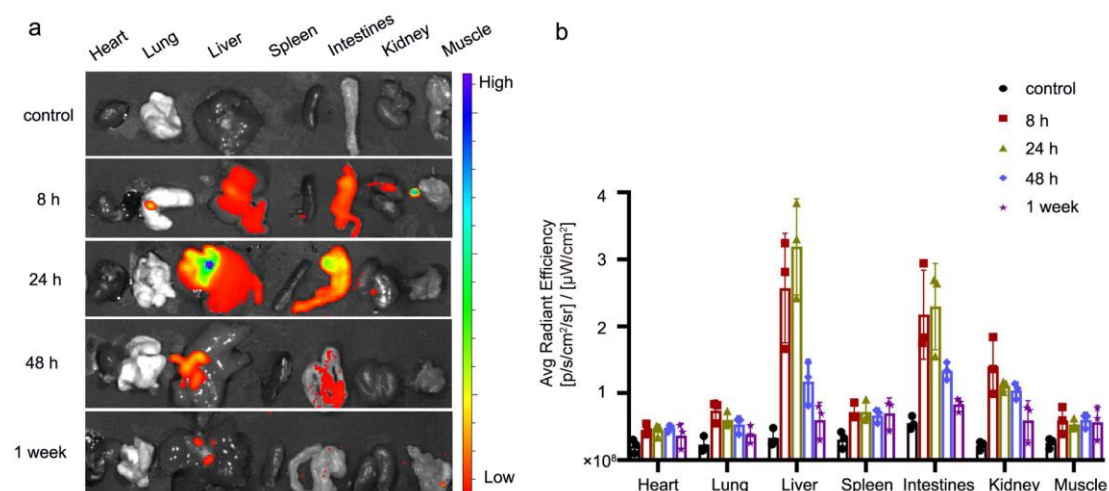 a
Heart Lung Liver Spleen Intestines Kidney Muscle
control
8 h
24 h
48 h
1 week
High
Low
b
control
8 h
24 h
48 h
1 week
Avg Radiant Efficiency
[p/s/cm²/sr] / [µW/cm²]
4
3
2
1
×10⁸
Heart Lung Liver Spleen Intestines Kidney Muscle